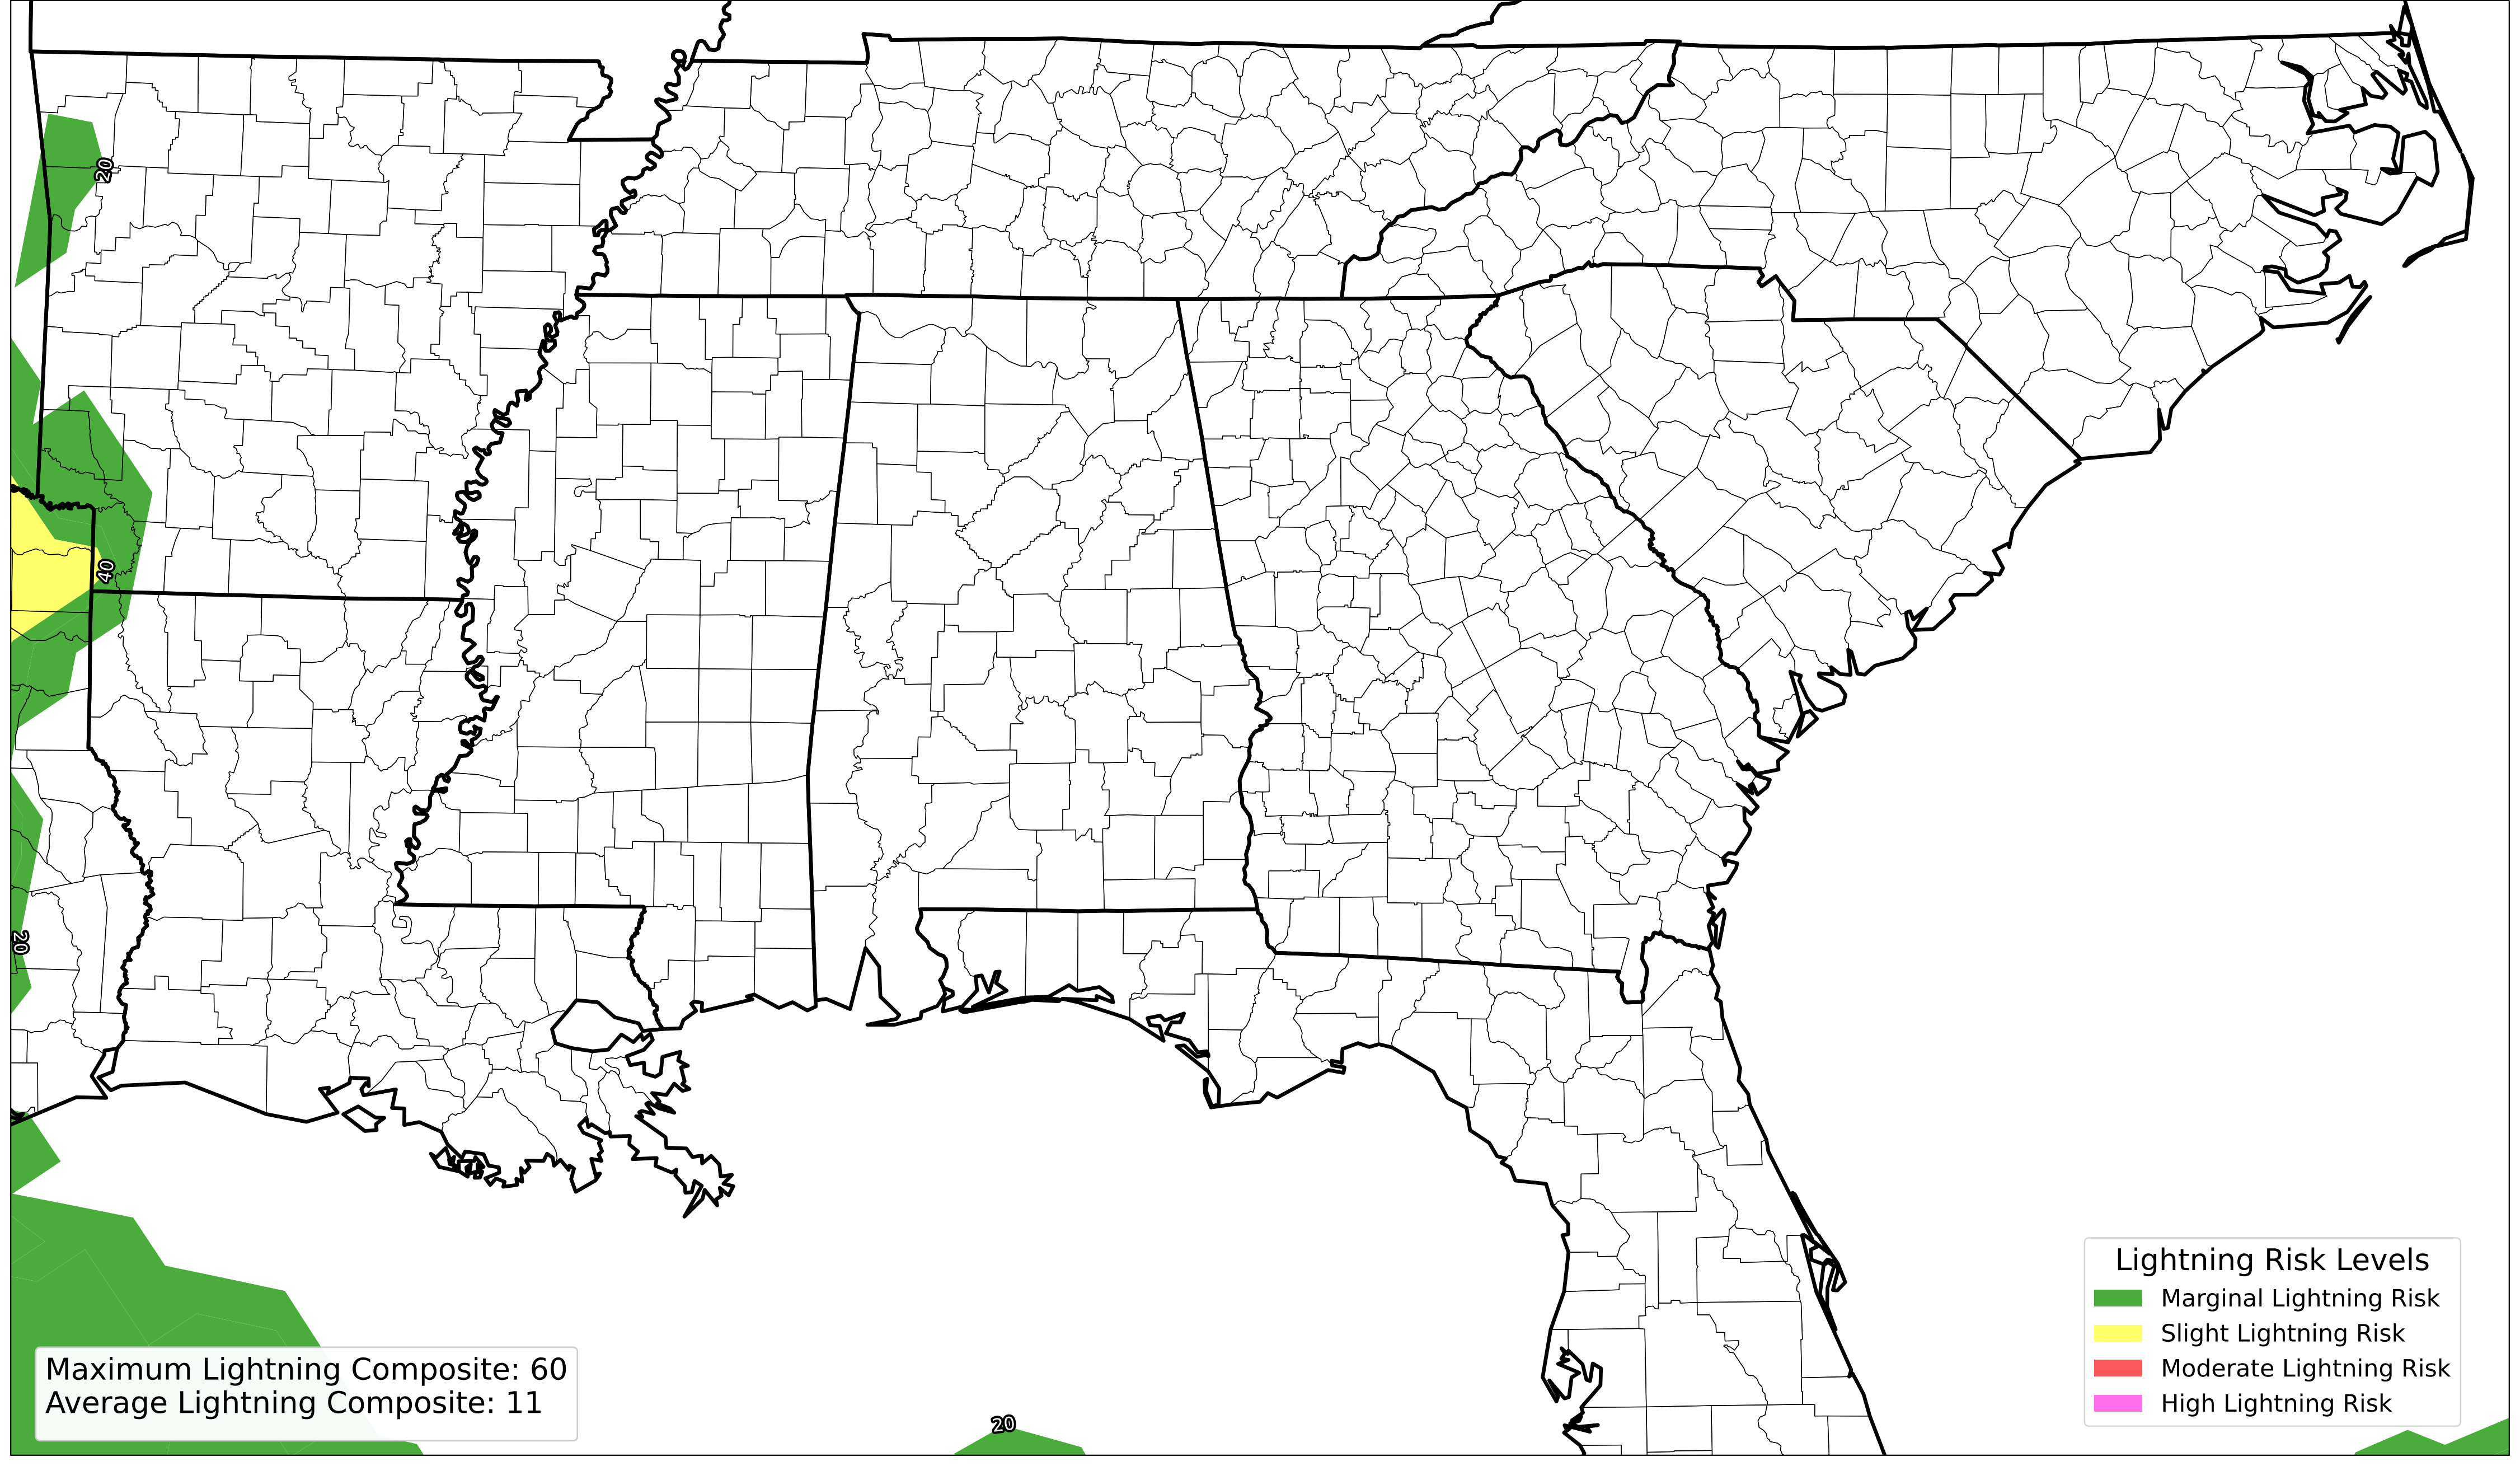 20
40
20
20
Maximum Lightning Composite: 60
Average Lightning Composite: 11
Lightning Risk Levels
Marginal Lightning Risk
Slight Lightning Risk
Moderate Lightning Risk
High Lightning Risk